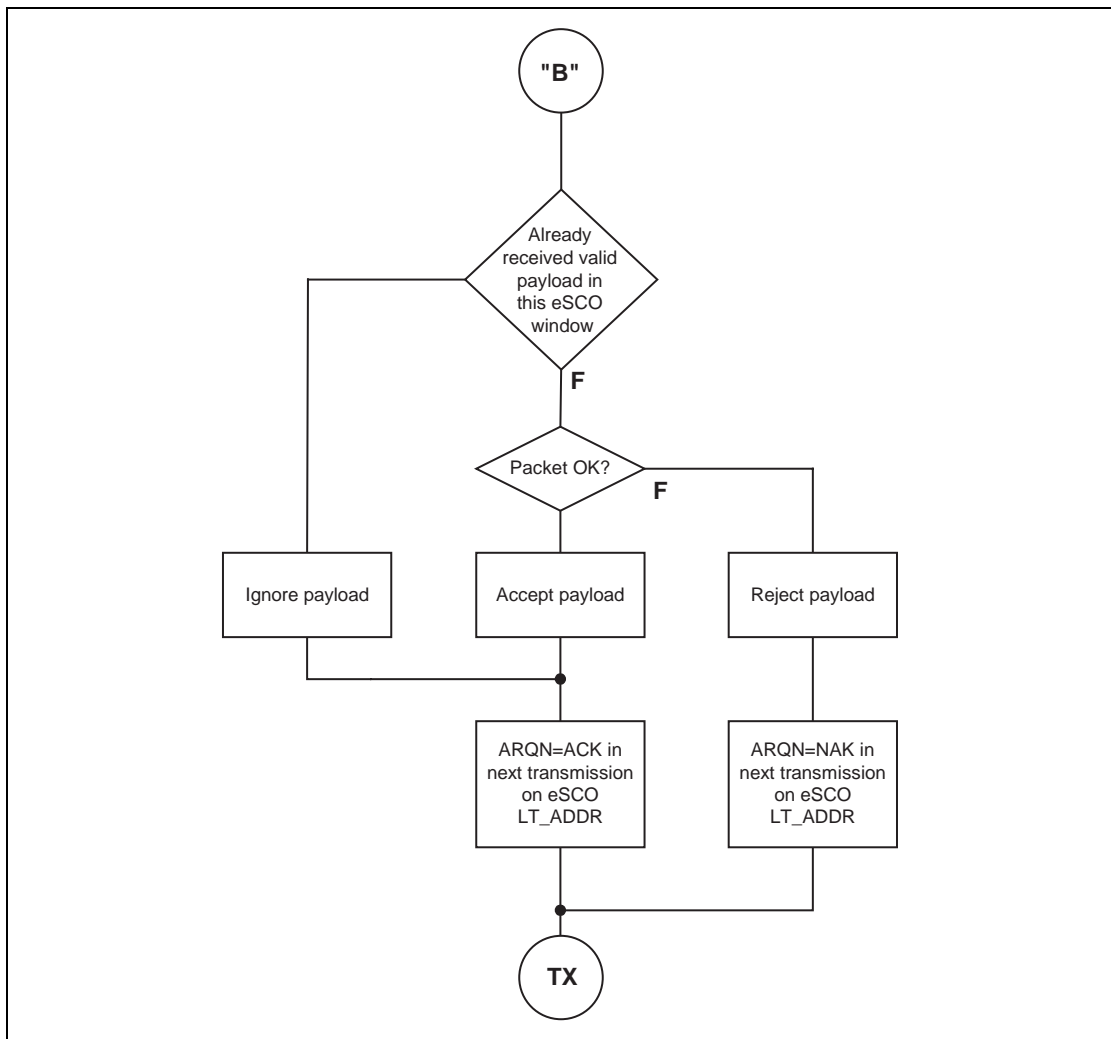 "B"
Already
received valid
payload in
this eSCO
window
F
Packet OK?
F
Ignore payload
Accept payload
Reject payload
ARQN=ACK in
next transmission
on eSCO
LT_ADDR
ARQN=NAK in
next transmission
on eSCO
LT_ADDR
TX